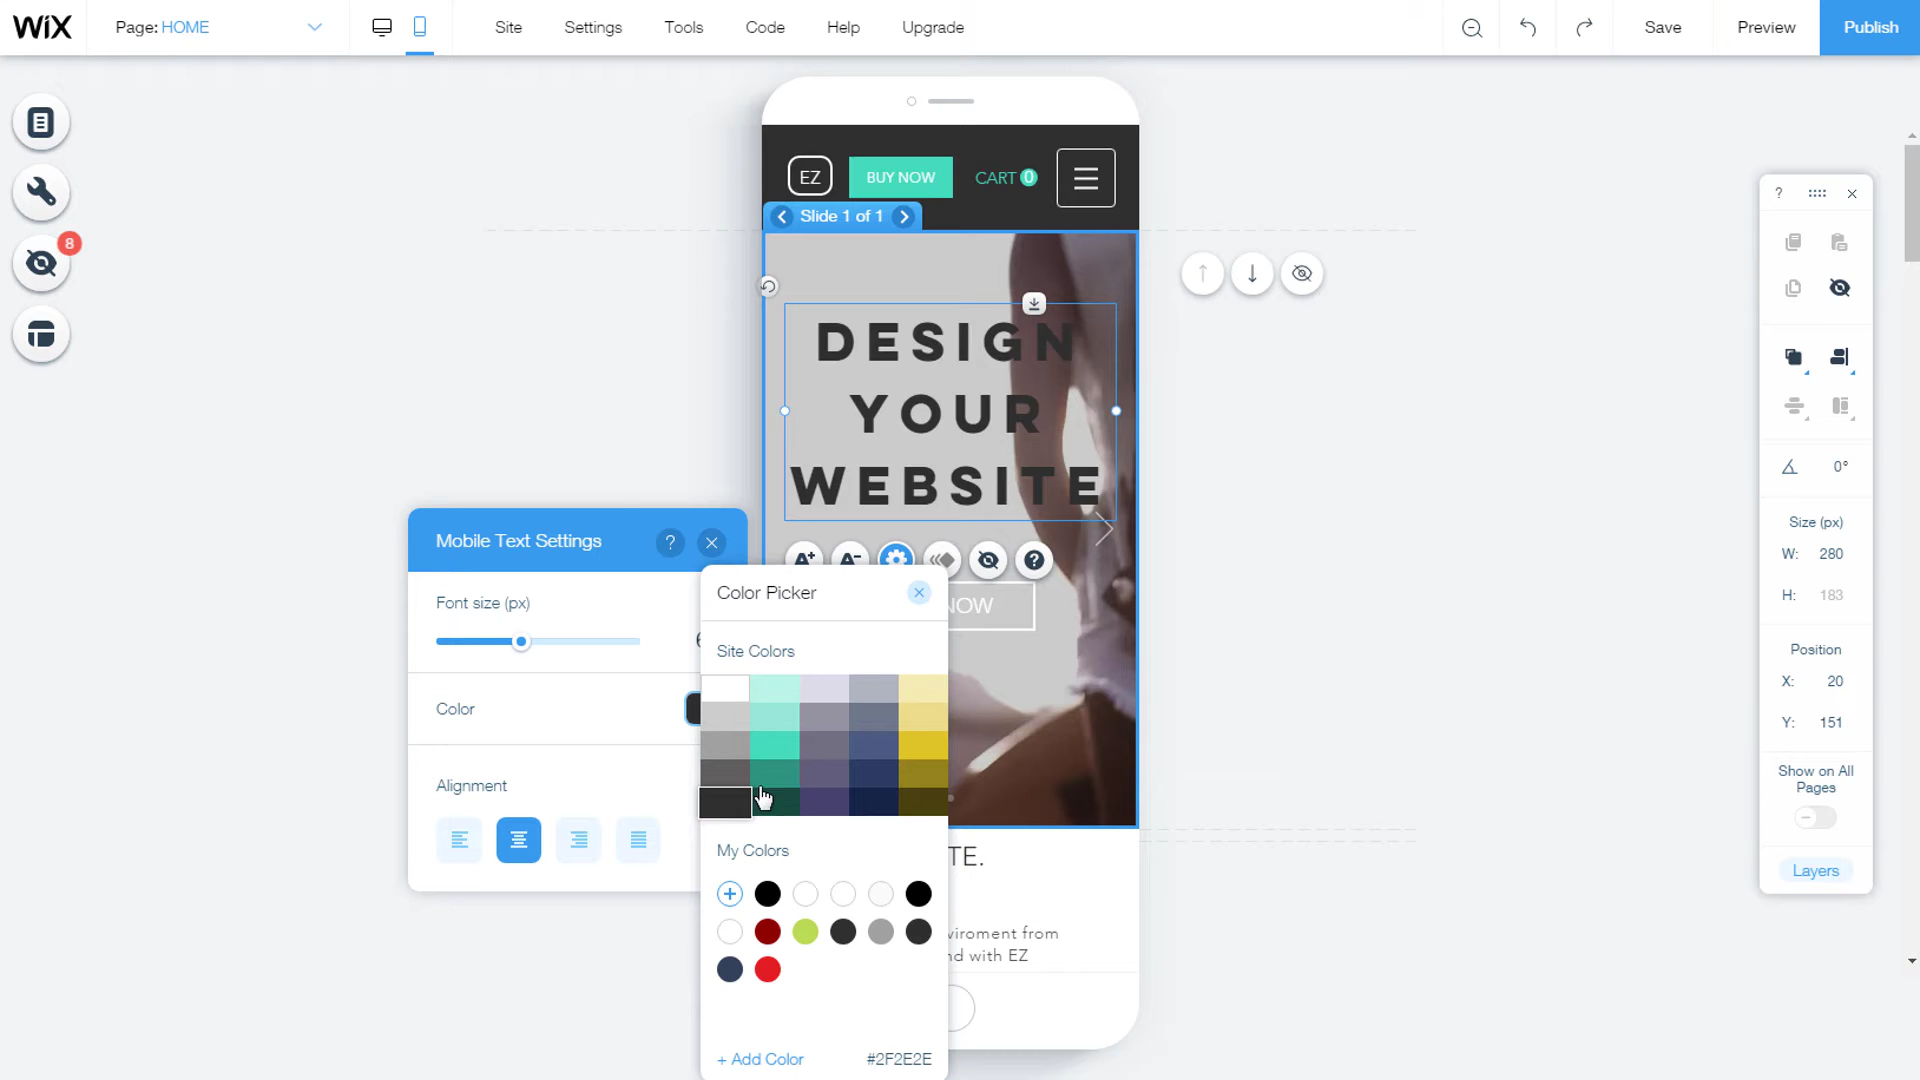 WiX
Page: HOME
Site
Settings
Tools
Code
Help
Upgrade
Save
Preview
Publish
8
EZ
BUY NOW
CART 0
Slide 1 of 1
DESIGN
YOUR
WEBSITE
A+
A-
?
NOW
Mobile Text Settings
?
Font size (px)
Color
Alignment
Color Picker
Site Colors
My Colors
+ Add Color
#2F2E2E
TE.
viroment from
nd with EZ
?
0°
Size (px)
W: 280
H: 183
Position
X: 20
Y: 151
Show on All
Pages
Layers